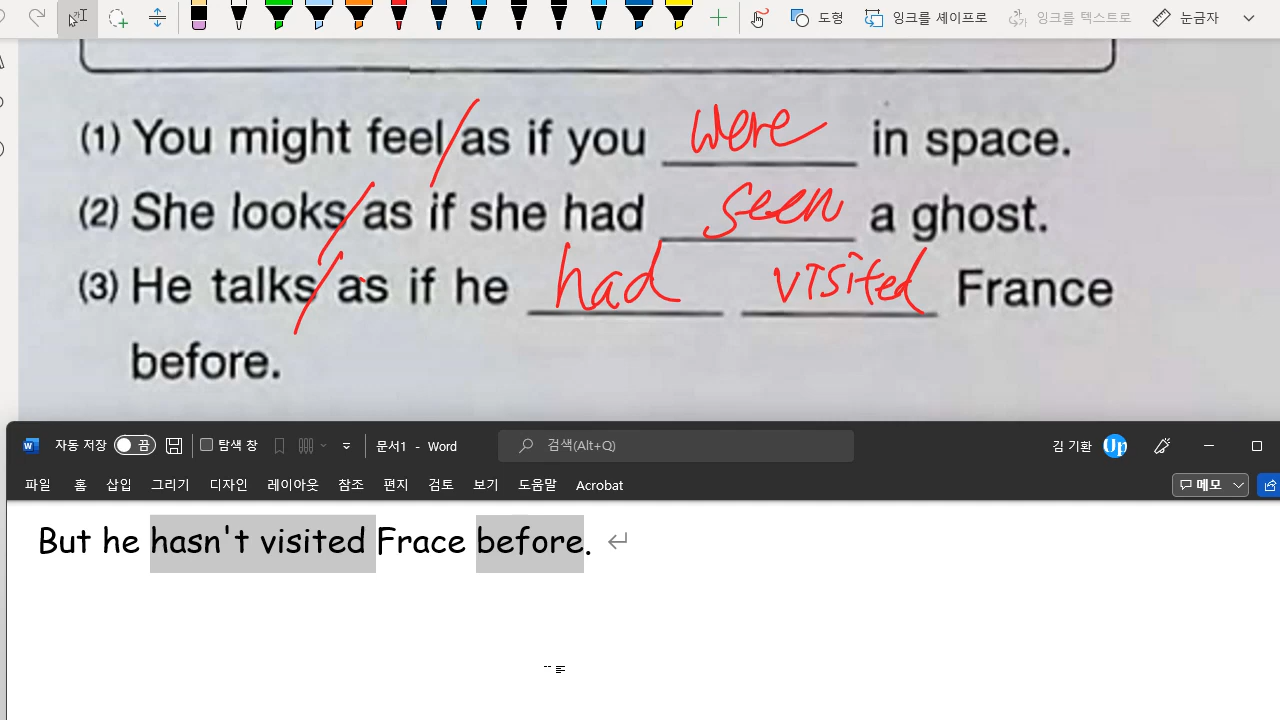 도형 잉크를 셰이프로 잉크를 텍스트로 눈금자
(1) You might feel as if you were in space.
(2) She looks as if she had seen a ghost.
(3) He talks as if he had visited France
before.
자동 저장 끔 탐색 창 문서1 - Word 검색(Alt+Q) 김 기환 Up
파일 홈 삽입 그리기 디자인 레이아웃 참조 편지 검토 보기 도움말 Acrobat 메모
But he hasn't visited Frace before.